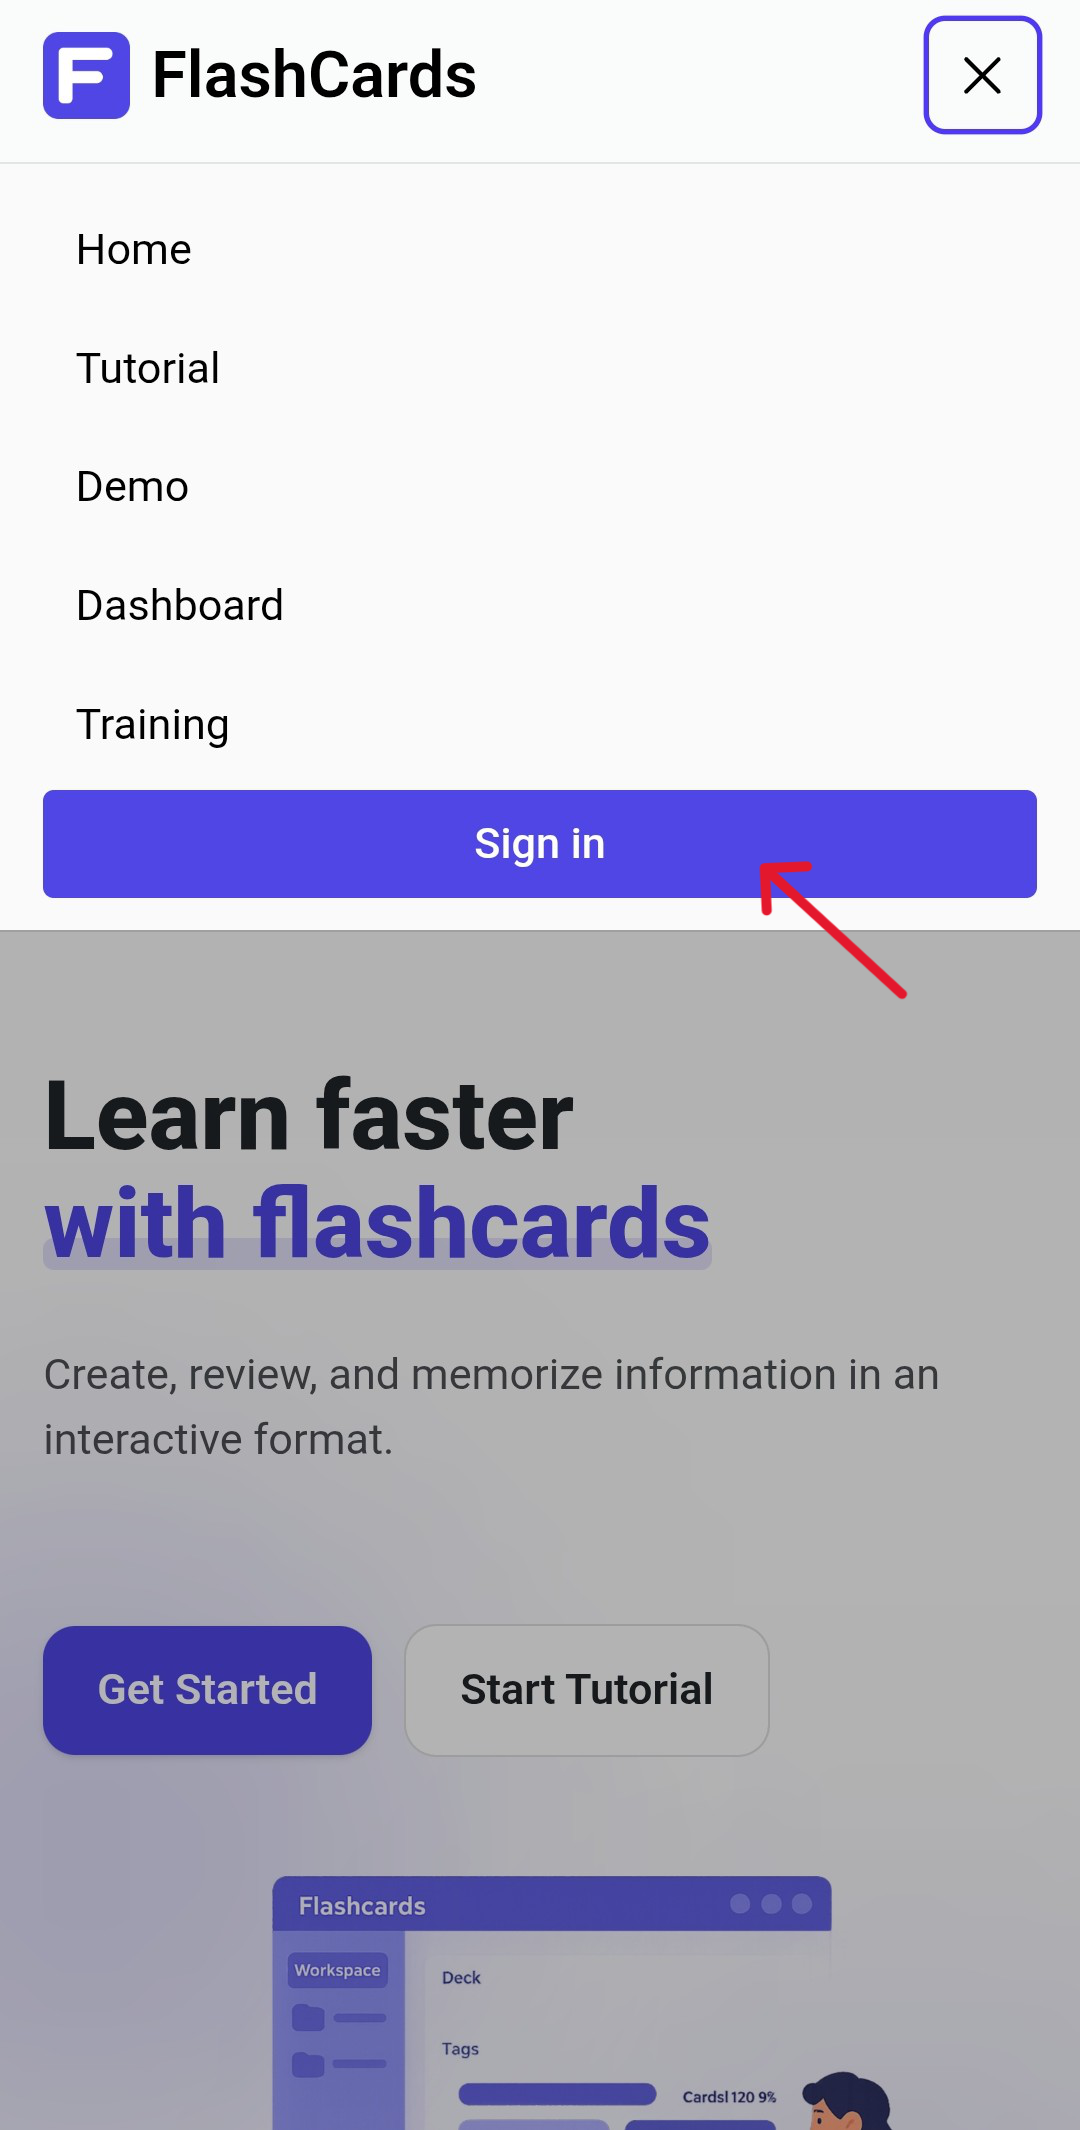 FlashCards
Home
Tutorial
Demo
Dashboard
Training
Sign in
Learn faster
with flashcards
Create, review, and memorize information in an
interactive format.
Get Started
Start Tutorial
Flashcards
Workspace
Deck
Tags
Cardsl 120 9%